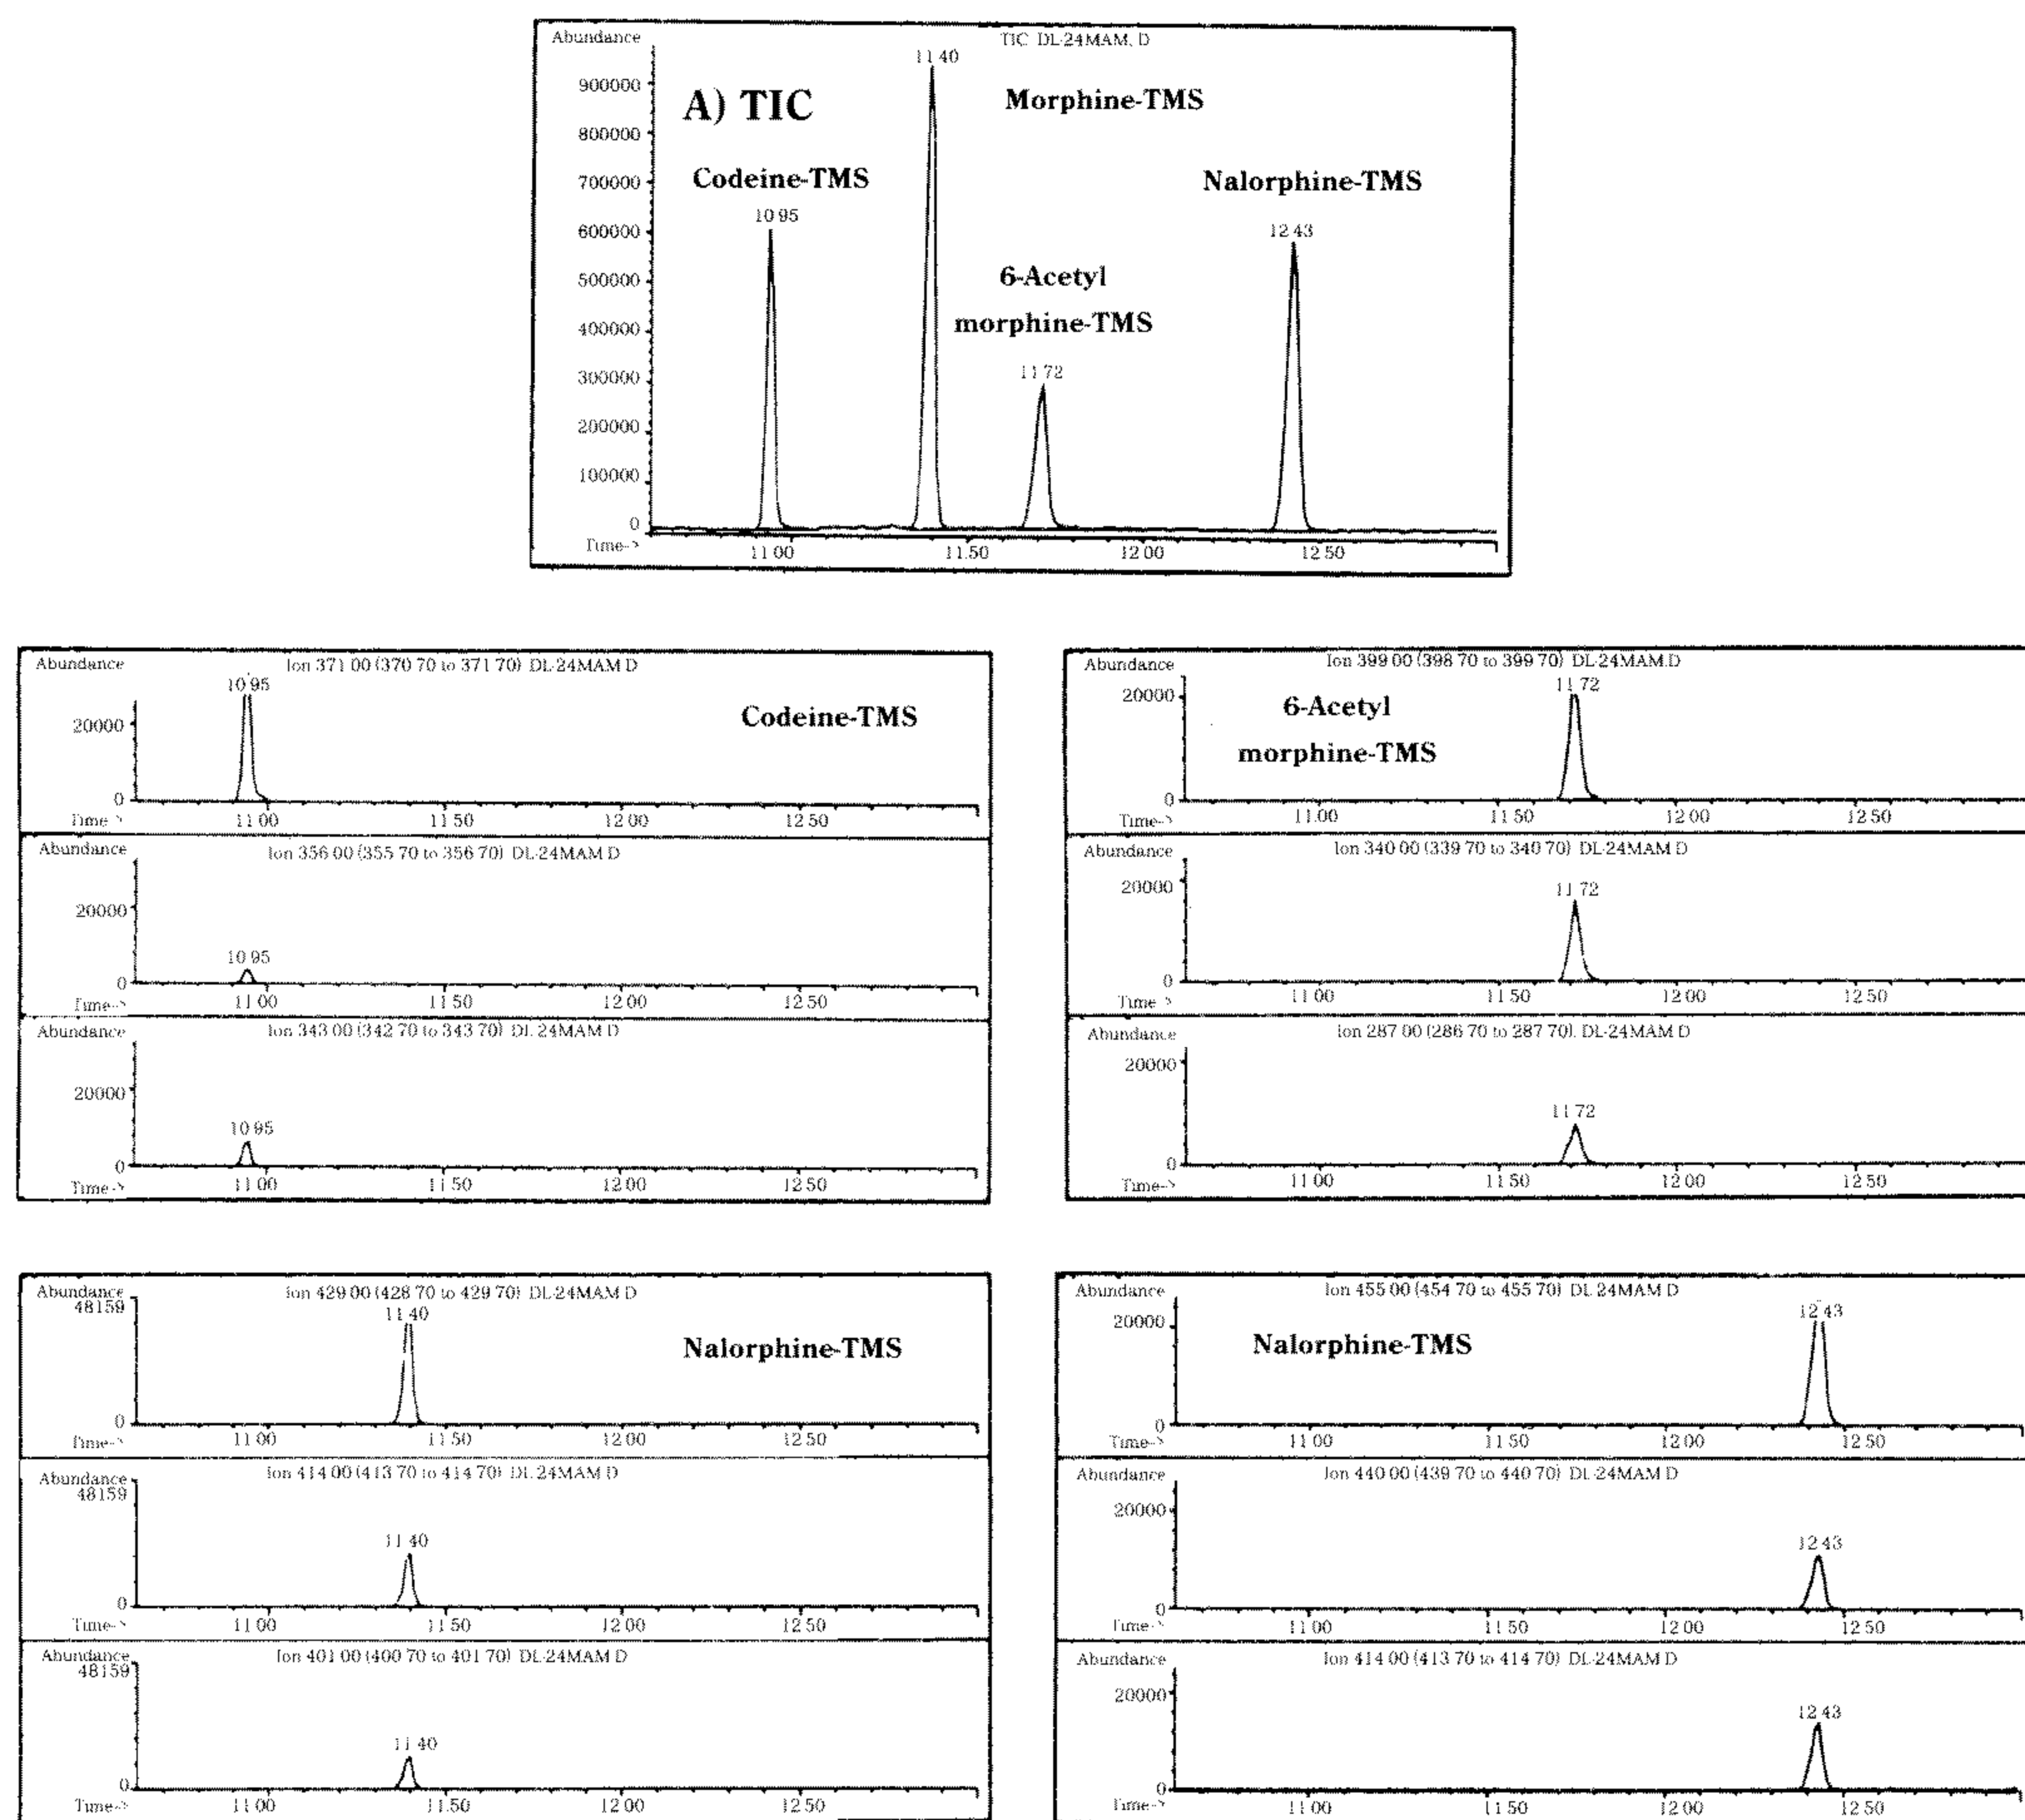 Abundance
TIC DL-24MAM, D
11 40
900000
A) TIC
Morphine-TMS
800000
Codeine-TMS
700000
Nalorphine-TMS
10 95
600000
12 43
6-Acetyl
500000
morphine-TMS
400000
300000
11 72
200000
100000
0
Time->
11 00
11.50
12 00
12 50
Abundance
Ion 371 00 (370 70 to 371 70) DL-24MAM D
10 95
20000
Codeine-TMS
0
Time->
11 00
11 50
12 00
12 50
Abundance
Ion 356 00 (355 70 to 356 70) DL-24MAM D
20000
10 95
0
Time->
11 00
11 50
12 00
12 50
Abundance
Ion 343 00 (342 70 to 343 70) DL 24MAM D
20000
10 95
0
Time->
11 00
11 50
12 00
12 50
Abundance
Ion 399 00 (398 70 to 399 70) DL-24MAM.D
11 72
20000
6-Acetyl
morphine-TMS
0
Time->
11.00
11 50
12 00
12 50
Abundance
Ion 340 00 (339 70 to 340 70) DL-24MAM D
20000
11 72
0
Time->
11 00
11 50
12 00
12 50
Abundance
Ion 287 00 (286 70 to 287 70). DL-24MAM D
20000
11 72
0
Time->
11 00
11 50
12 00
12 50
Abundance
Ion 429 00 (428 70 to 429 70) DL-24MAM D
48159
11 40
Nalorphine-TMS
0
Time->
11 00
11 50
12 00
12 50
Abundance
Ion 414 00 (413 70 to 414 70) DL 24MAM D
48159
11 40
0
Time->
11 00
11 50
12 00
12 50
Abundance
Ion 401 00 (400 70 to 401 70) DL-24MAM D
48159
11 40
0
Time->
11 00
11.50
12 00
12 50
Abundance
Ion 455 00 (454 70 to 455 70) DL 24MAM D
12 43
20000
Nalorphine-TMS
0
Time->
11 00
11 50
12 00
12 50
Abundance
Ion 440 00 (439 70 to 440 70) DL-24MAM D
20000
12 43
0
Time->
11 00
11 50
12 00
12 50
Abundance
Ion 414 00 (413 70 to 414 70) DL-24MAM D
20000
12 43
0
Time->
11 00
11 50
12 00
12 50